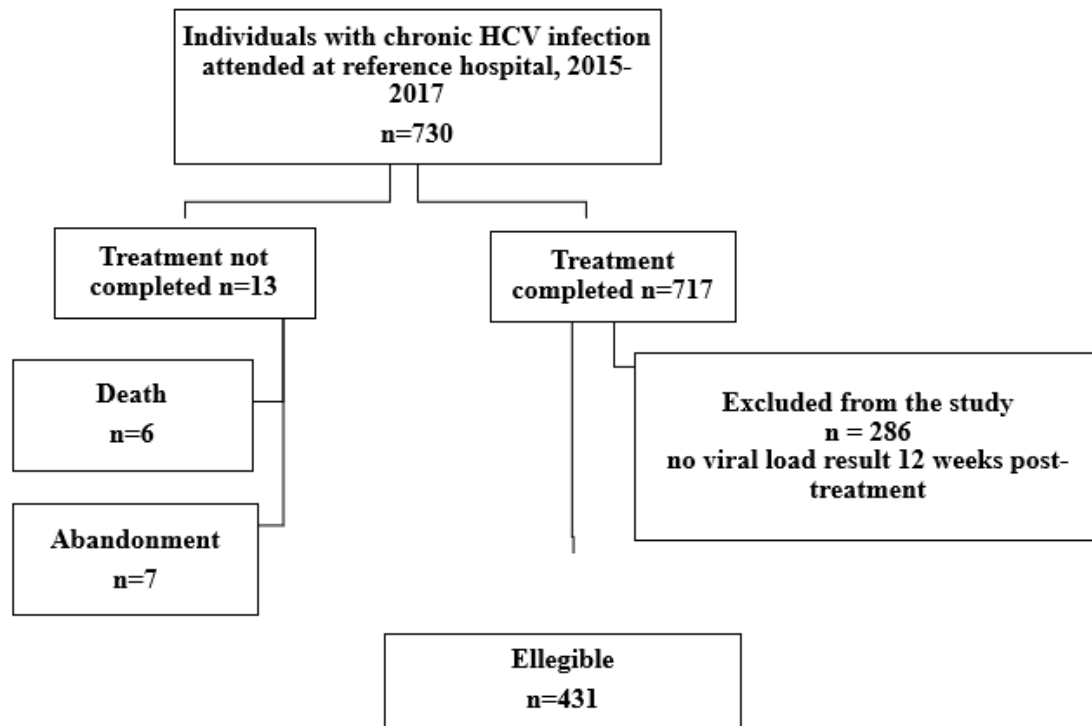 Individuals with chronic HCV infection
attended at reference hospital, 2015-
2017
n=730
Treatment not
completed n=13
Treatment
completed n=717
Death
n=6
Excluded from the study
n = 286
no viral load result 12 weeks post-
treatment
Abandonment
n=7
Ellegible
n=431